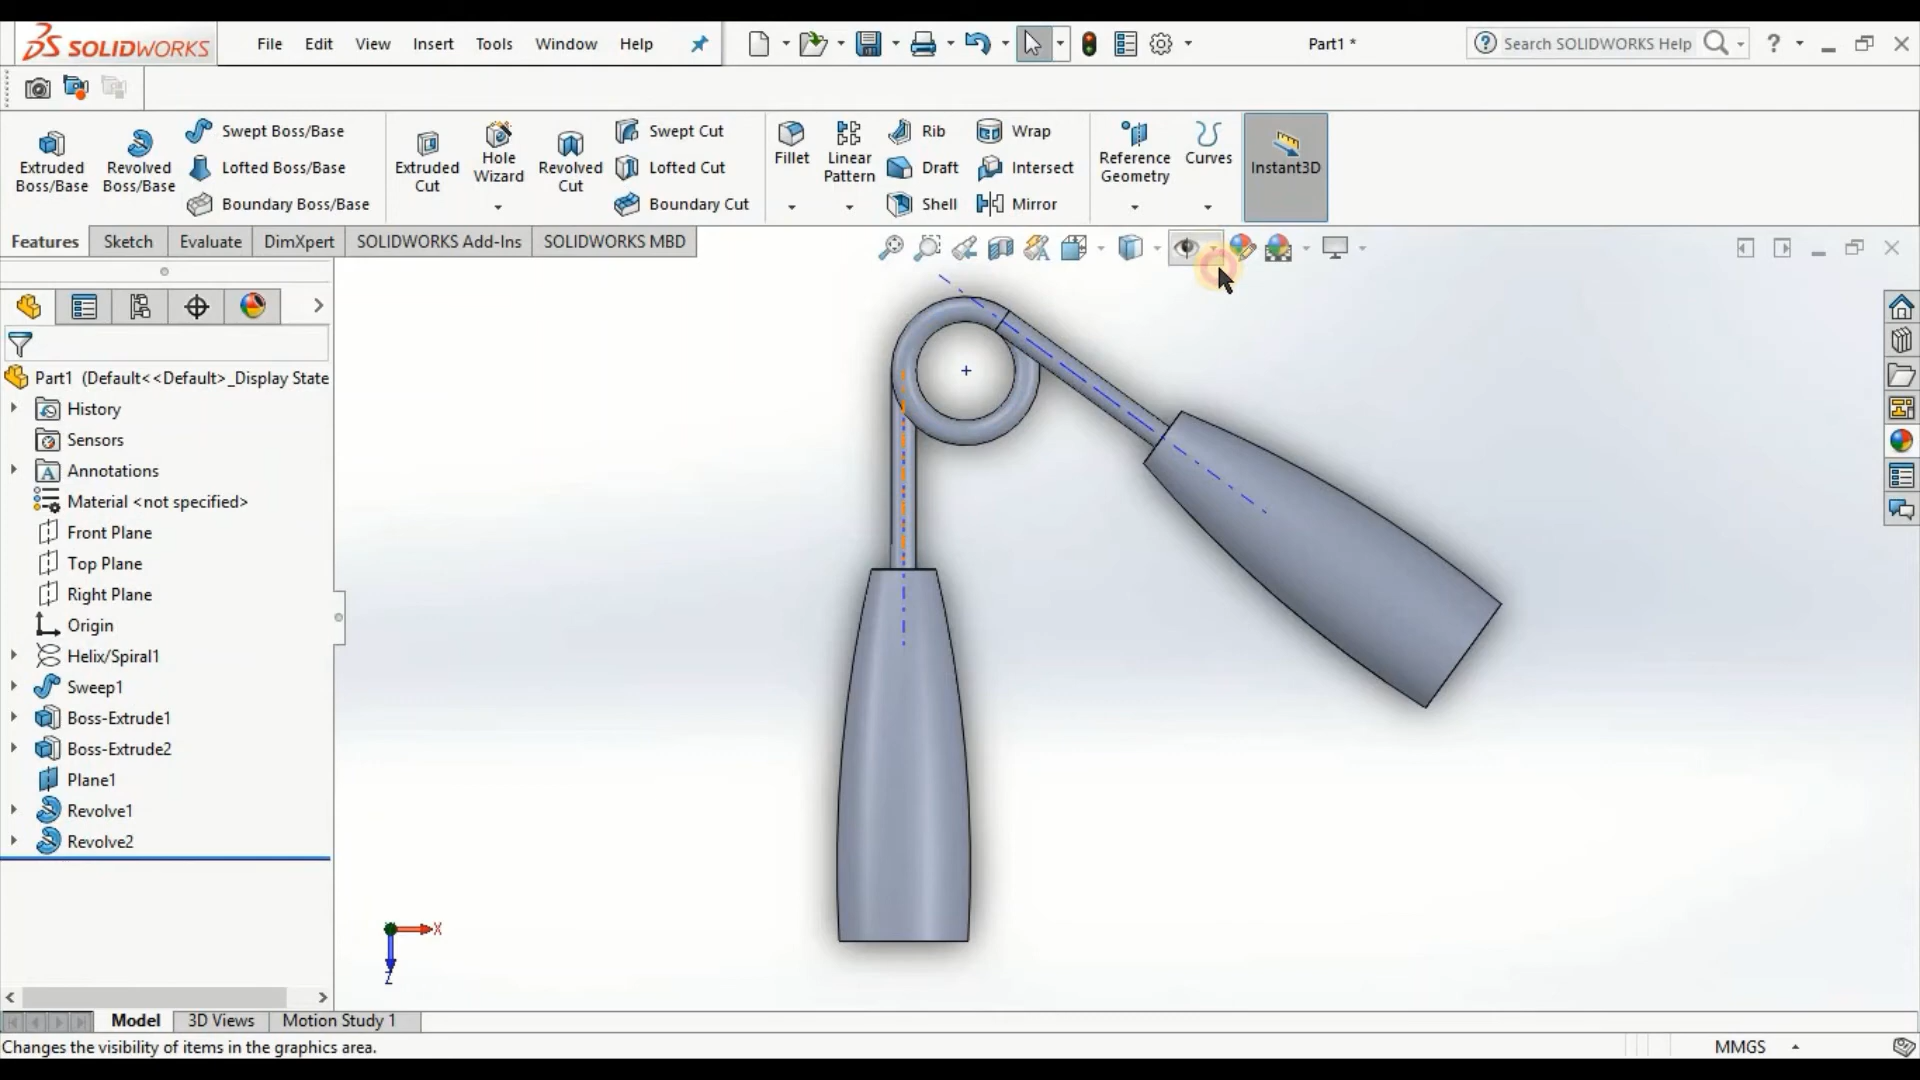 SOLIDWORKS File Edit View Insert Tools Window Help Part1 * Search SOLIDWORKS Help ?
Extruded Boss/Base
Revolved Boss/Base
Swept Boss/Base
Lofted Boss/Base
Boundary Boss/Base
Extruded Cut
Hole Wizard
Revolved Cut
Swept Cut
Lofted Cut
Boundary Cut
Fillet
Linear Pattern
Rib
Draft
Shell
Wrap
Intersect
Mirror
Reference Geometry
Curves
Instant3D
Features Sketch Evaluate DimXpert SOLIDWORKS Add-Ins SOLIDWORKS MBD
Part1 (Default<<Default>_Display State
History
Sensors
Annotations
Material <not specified>
Front Plane
Top Plane
Right Plane
Origin
Helix/Spiral1
Sweep1
Boss-Extrude1
Boss-Extrude2
Plane1
Revolve1
Revolve2
X
Z
Model 3D Views Motion Study 1
Changes the visibility of items in the graphics area. MMGS